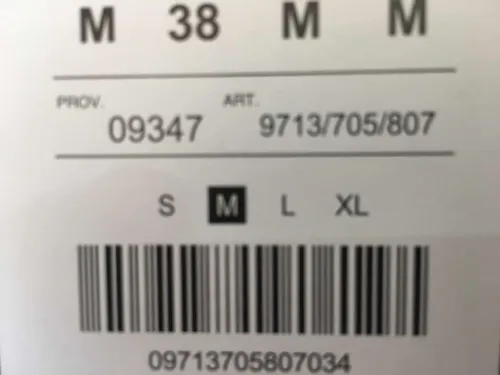 M 38 M M
PROV. ART.
09347 9713/705/807
S M L XL
09713705807034